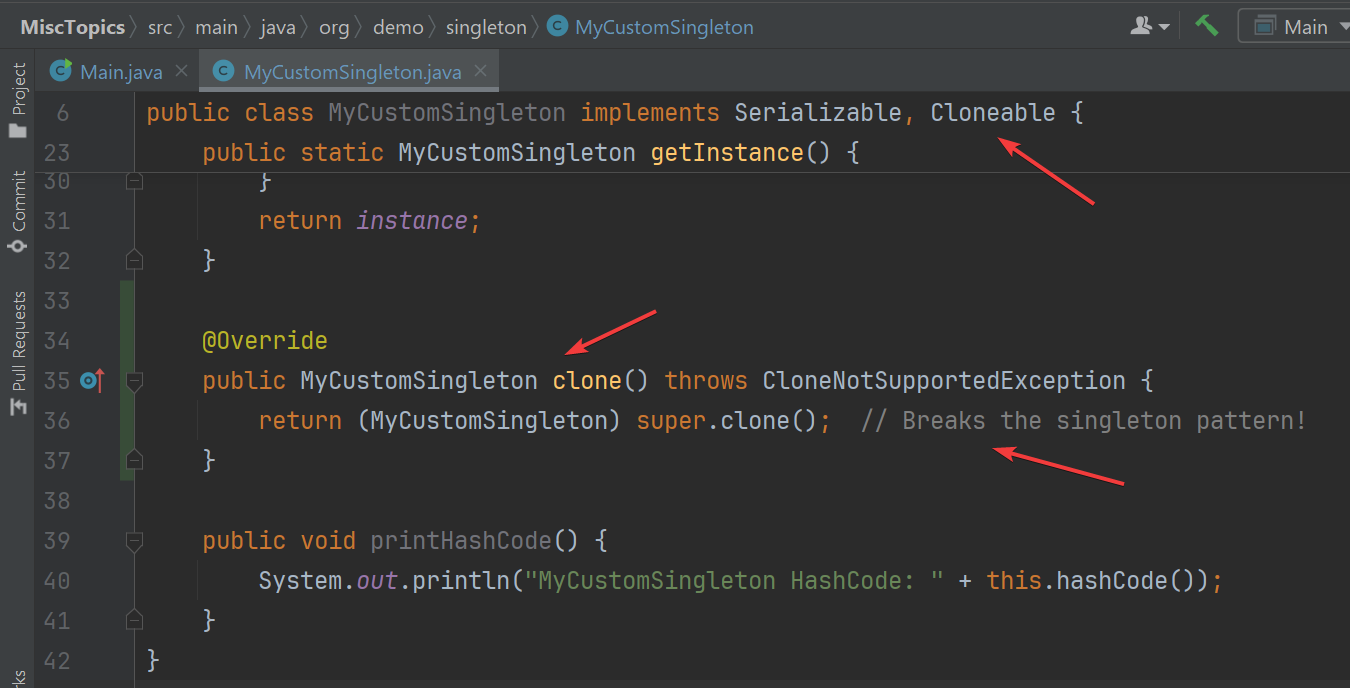 MiscTopics src main java org demo singleton MyCustomSingleton
Main
Main.java MyCustomSingleton.java
Project
Commit
Pull Requests
6 public class MyCustomSingleton implements Serializable, Cloneable {
23 public static MyCustomSingleton getInstance() {
30 }
31 return instance;
32 }
33
34 @Override
35 public MyCustomSingleton clone() throws CloneNotSupportedException {
36 return (MyCustomSingleton) super.clone(); // Breaks the singleton pattern!
37 }
38
39 public void printHashCode() {
40 System.out.println("MyCustomSingleton HashCode: " + this.hashCode());
41 }
42 }